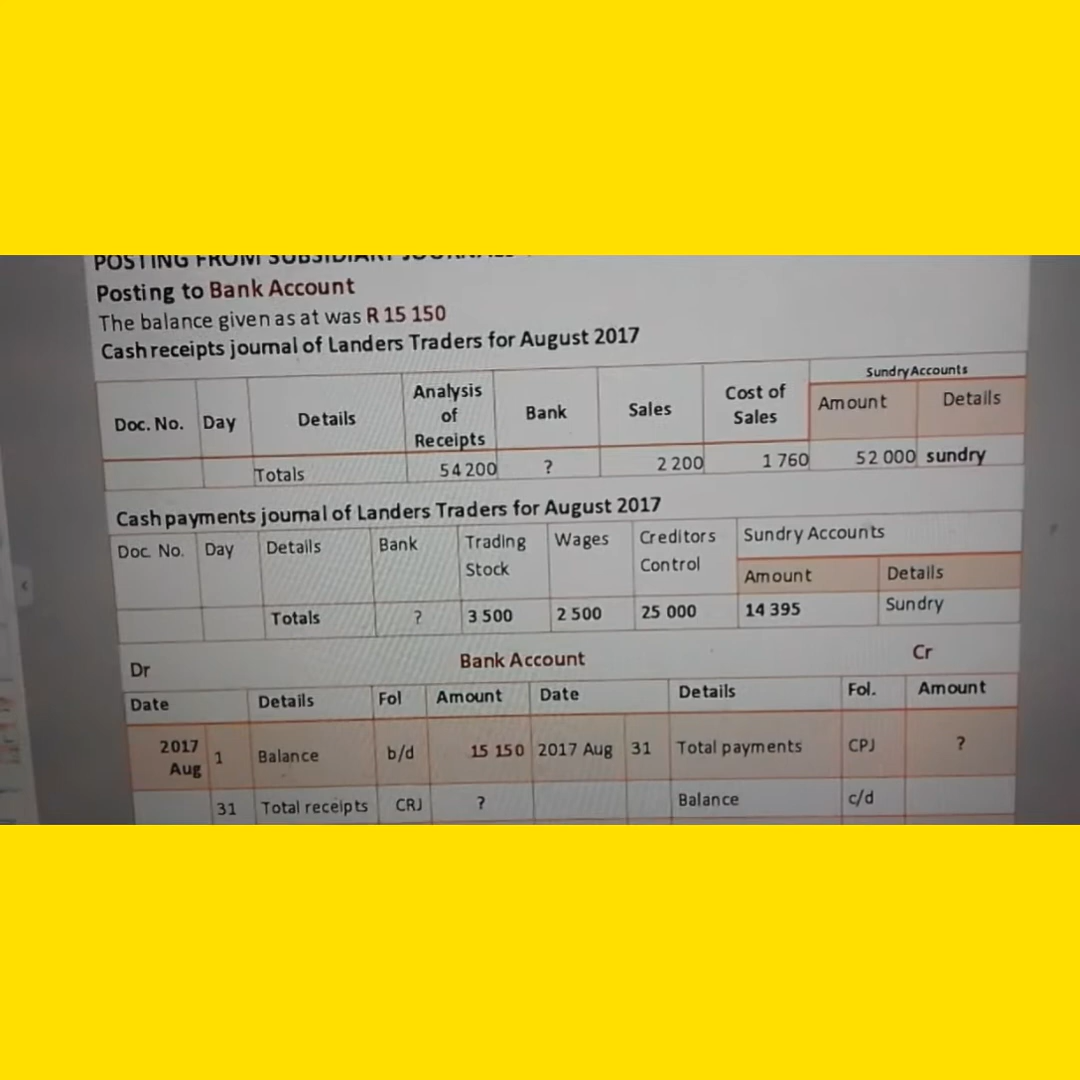 POSTING FROM SUBSIDIARY
Posting to Bank Account
The balance given as at was R 15 150
Cash receipts journal of Landers Traders for August 2017
Sundry Accounts
Doc. No. Day Details Analysis of Receipts Bank Sales Cost of Sales Amount Details
Totals 54 200 ? 2 200 1 760 52 000 sundry
Cash payments journal of Landers Traders for August 2017
Doc. No. Day Details Bank Trading Stock Wages Creditors Control Sundry Accounts
Amount Details
Totals ? 3 500 2 500 25 000 14 395 Sundry
Dr Bank Account Cr
Date Details Fol Amount Date Details Fol. Amount
2017 Aug 1 Balance b/d 15 150 2017 Aug 31 Total payments CPJ ?
31 Total receipts CRJ ? Balance c/d